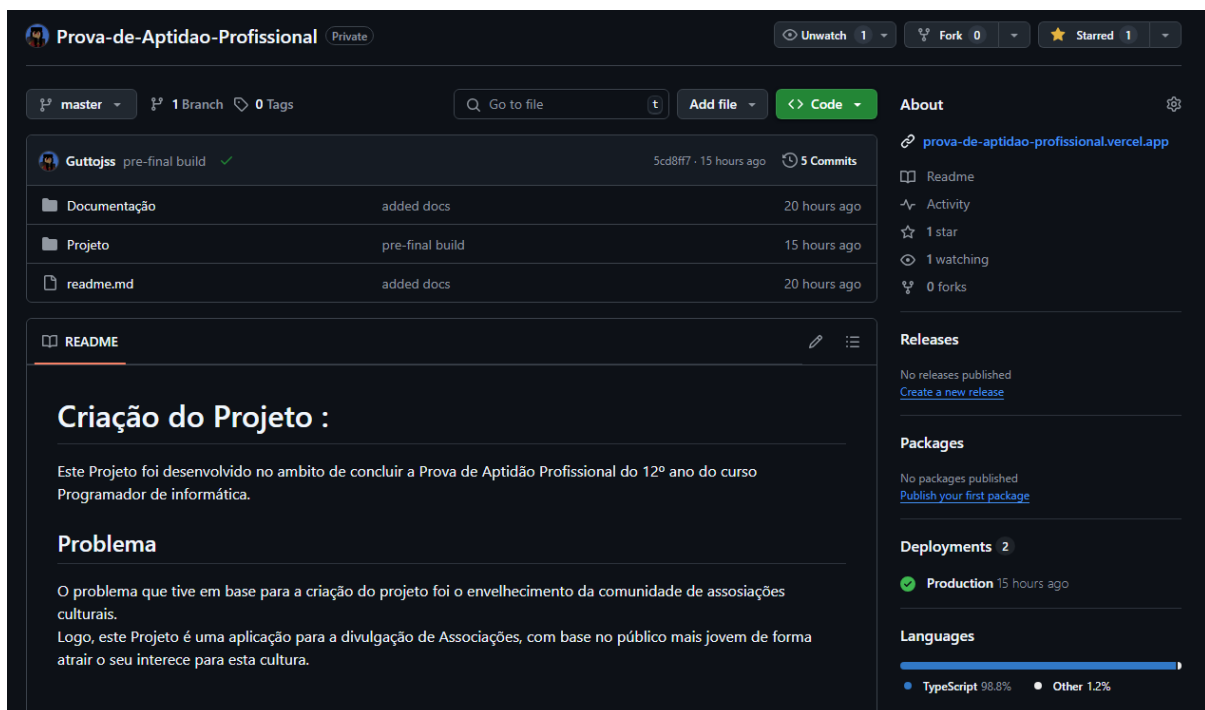 Prova-de-Aptidao-Profissional Private
Unwatch 1
Fork 0
Starred 1
master
1 Branch
0 Tags
Go to file t
Add file
<> Code
Guttojss pre-final build
5cd8ff7 · 15 hours ago
5 Commits
Documentação added docs 20 hours ago
Projeto pre-final build 15 hours ago
readme.md added docs 20 hours ago
README
Criação do Projeto :
Este Projeto foi desenvolvido no ambito de concluir a Prova de Aptidão Profissional do 12º ano do curso
Programador de informática.
Problema
O problema que tive em base para a criação do projeto foi o envelhecimento da comunidade de assosiações
culturais.
Logo, este Projeto é uma aplicação para a divulgação de Associações, com base no público mais jovem de forma
atrair o seu interece para esta cultura.
About
prova-de-aptidao-profissional.vercel.app
Readme
Activity
1 star
1 watching
0 forks
Releases
No releases published
Create a new release
Packages
No packages published
Publish your first package
Deployments 2
Production 15 hours ago
Languages
TypeScript 98.8%
Other 1.2%